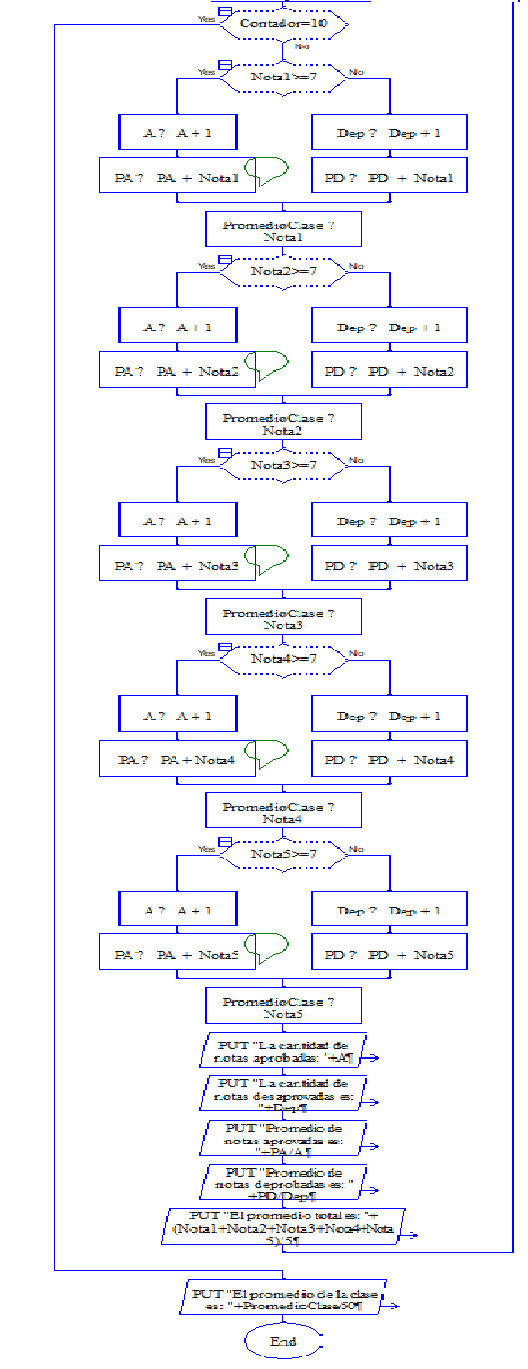 Contador=10
Yes
No
Nota1>=7
Yes
No
A ? A + 1
Dep ? Dep + 1
PA ? PA + Nota1
PD ? PD + Nota1
PromedioClase ?
Nota1
Nota2>=7
Yes
No
A ? A + 1
Dep ? Dep + 1
PA ? PA + Nota2
PD ? PD + Nota2
PromedioClase ?
Nota2
Nota3>=7
Yes
No
A ? A + 1
Dep ? Dep + 1
PA ? PA + Nota3
PD ? PD + Nota3
PromedioClase ?
Nota3
Nota4>=7
Yes
No
A ? A + 1
Dep ? Dep + 1
PA ? PA + Nota4
PD ? PD + Nota4
PromedioClase ?
Nota4
Nota5>=7
Yes
No
A ? A + 1
Dep ? Dep + 1
PA ? PA + Nota5
PD ? PD + Nota5
PromedioClase ?
Nota5
PUT "La cantidad de
notas aprobadas: "+A¶
PUT "La cantidad de
notas desaprovadas es:
"+Dep¶
PUT "Promedio de
notas aprovadas es:
"+PA/A¶
PUT "Promedio de
notas deprobadas es: "
+PD/Dep¶
PUT "El promedio total es: "+
(Nota1+Nota2+Nota3+Nota4+Nota
5)/5¶
PUT "El promedio de la clase
es: "+PromedioClase/50¶
End